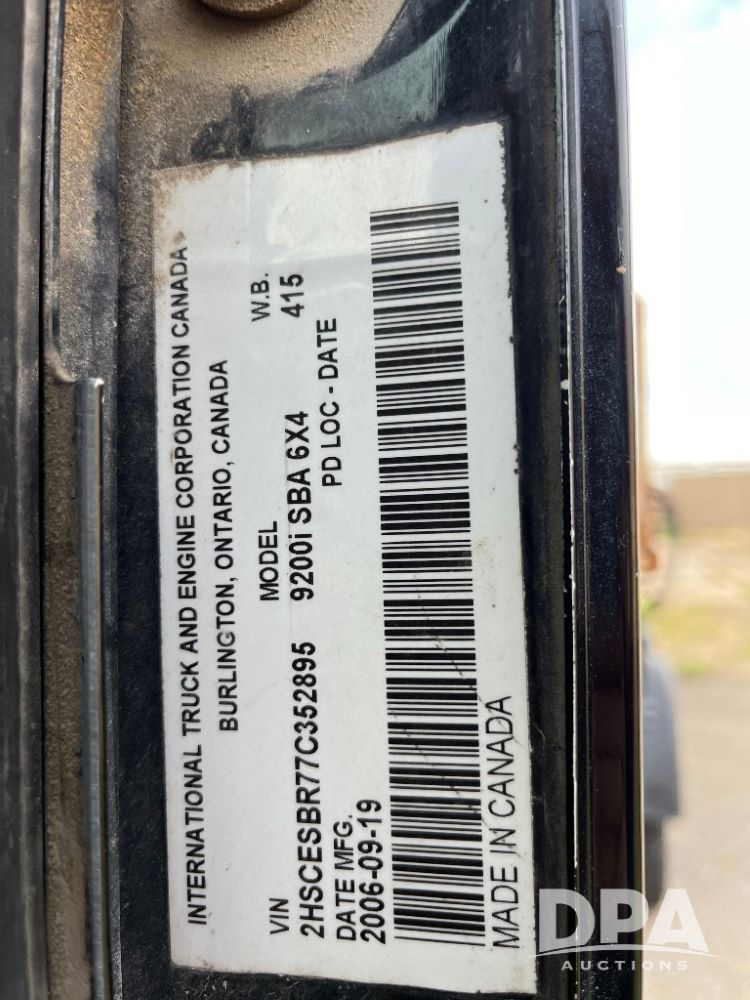 INTERNATIONAL TRUCK AND ENGINE CORPORATION CANADA
BURLINGTON, ONTARIO, CANADA
VIN MODEL W.B.
2HSCESBR77C352895 9200i SBA 6X4 415
DATE MFG. PD LOC - DATE
2006-09-19
MADE IN CANADA
DPA
AUCTIONS